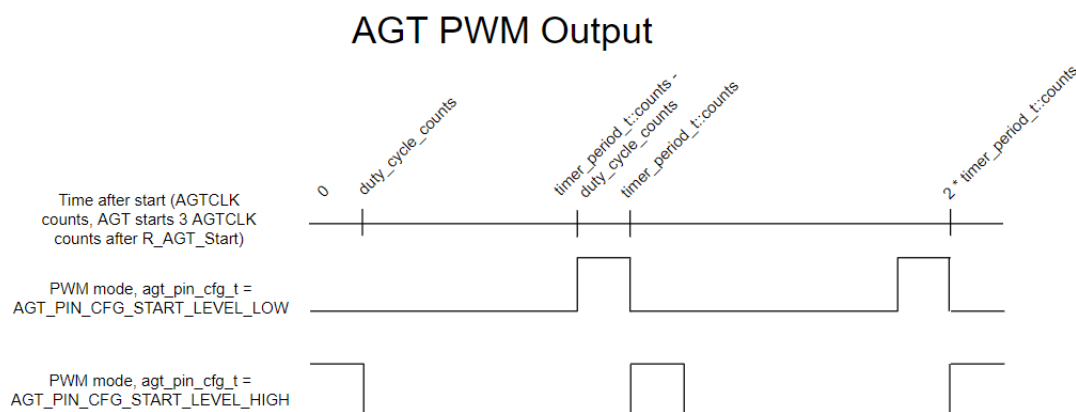 AGT PWM Output
0
duty_cycle_counts
timer_period_t::counts -
duty_cycle_counts
timer_period_t::counts
2 * timer_period_t::counts
Time after start (AGTCLK
counts, AGT starts 3 AGTCLK
counts after R_AGT_Start)
PWM mode, agt_pin_cfg_t =
AGT_PIN_CFG_START_LEVEL_LOW
PWM mode, agt_pin_cfg_t =
AGT_PIN_CFG_START_LEVEL_HIGH